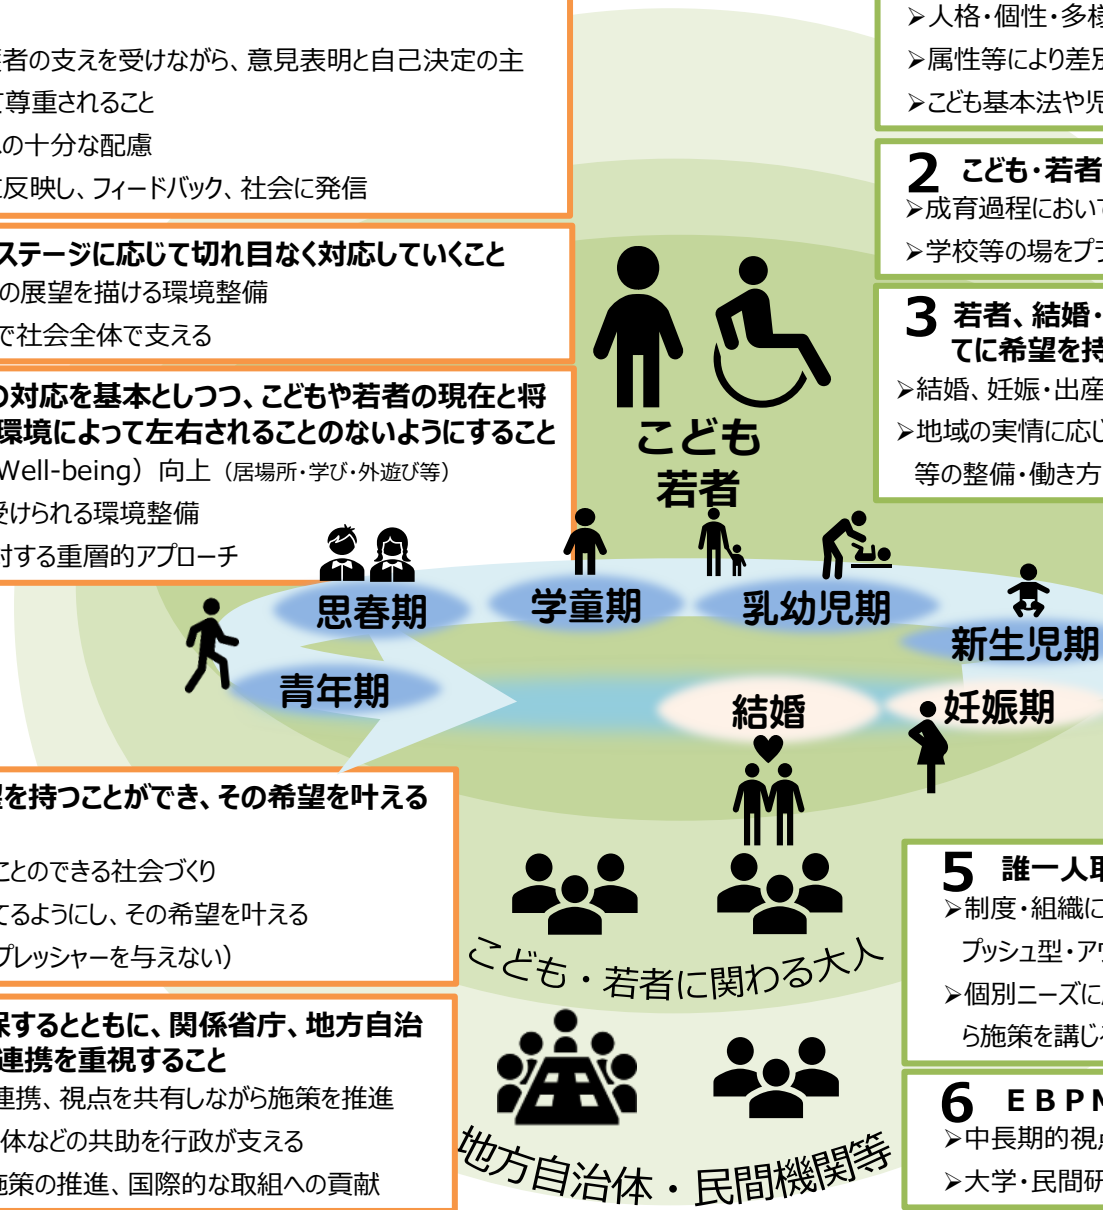 者の支えを受けながら、意見表明と自己決定の主
て尊重されること
の十分な配慮
に反映し、フィードバック、社会に発信
ステージに応じて切れ目なく対応していくこと
の展望を描ける環境整備
で社会全体で支える
の対応を基本としつつ、こどもや若者の現在と将
環境によって左右されることのないようにすること
Well-being）向上（居場所・学び・外遊び等）
受けられる環境整備
対する重層的アプローチ
➢人格・個性・多様
➢属性等により差別
➢こども基本法や児
2 こども・若者
➢成育過程において
➢学校等の場をプラ
3 若者、結婚・
てに希望を持
➢結婚、妊娠・出産
➢地域の実情に応じ
等の整備・働き方
こども
若者
思春期
学童期
乳幼児期
新生児期
青年期
結婚
妊娠期
望を持つことができ、その希望を叶える
ことのできる社会づくり
てるようにし、その希望を叶える
プレッシャーを与えない）
保するとともに、関係省庁、地方自治
連携を重視すること
連携、視点を共有しながら施策を推進
体などの共助を行政が支える
施策の推進、国際的な取組への貢献
こども・若者に関わる大人
地方自治体・民間機関等
5 誰一人取
➢制度・組織に
プッシュ型・アウ
➢個別ニーズに
ら施策を講じ
6 ＥＢＰＭ
➢中長期的視点
➢大学・民間研